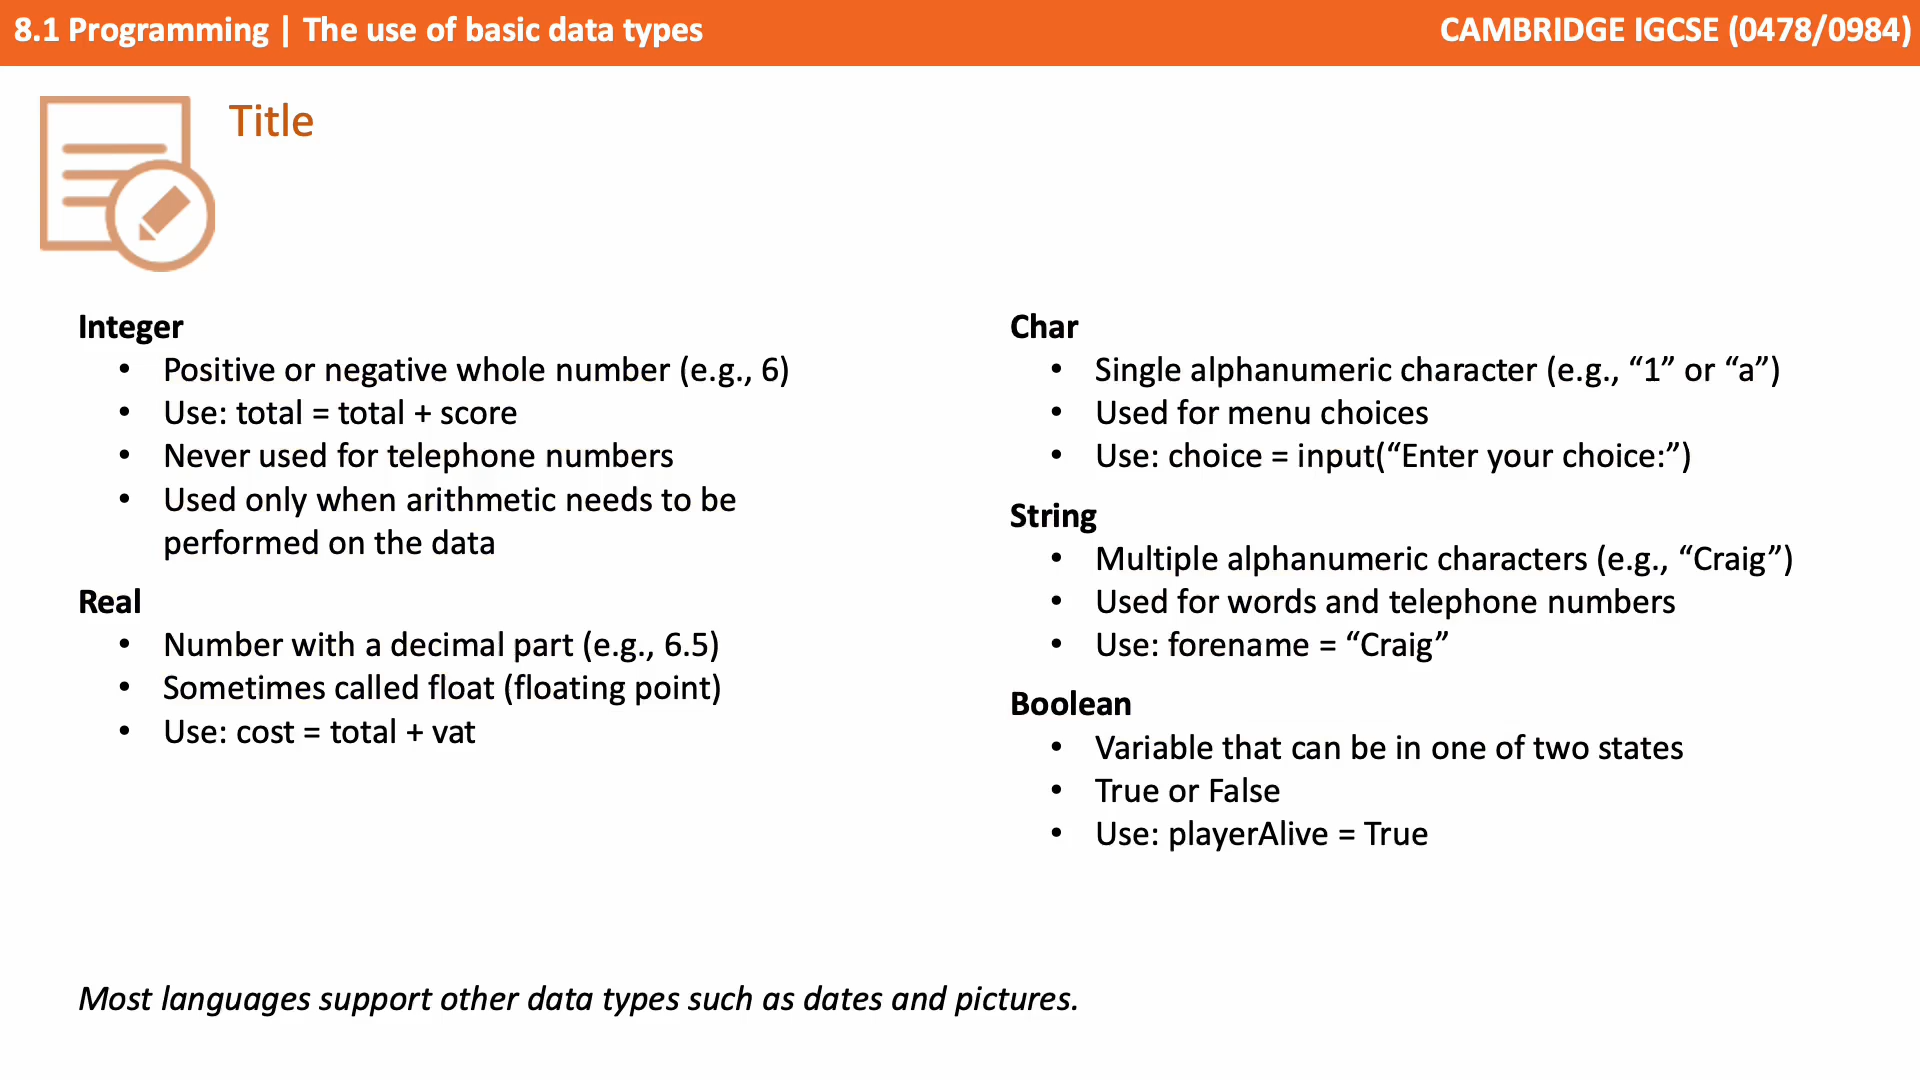 8.1 Programming | The use of basic data types
CAMBRIDGE IGCSE (0478/0984)
Title
Integer
• Positive or negative whole number (e.g., 6)
• Use: total = total + score
• Never used for telephone numbers
• Used only when arithmetic needs to be
performed on the data
Real
• Number with a decimal part (e.g., 6.5)
• Sometimes called float (floating point)
• Use: cost = total + vat
Char
• Single alphanumeric character (e.g., “1” or “a”)
• Used for menu choices
• Use: choice = input(“Enter your choice:”)
String
• Multiple alphanumeric characters (e.g., “Craig”)
• Used for words and telephone numbers
• Use: forename = “Craig”
Boolean
• Variable that can be in one of two states
• True or False
• Use: playerAlive = True
Most languages support other data types such as dates and pictures.